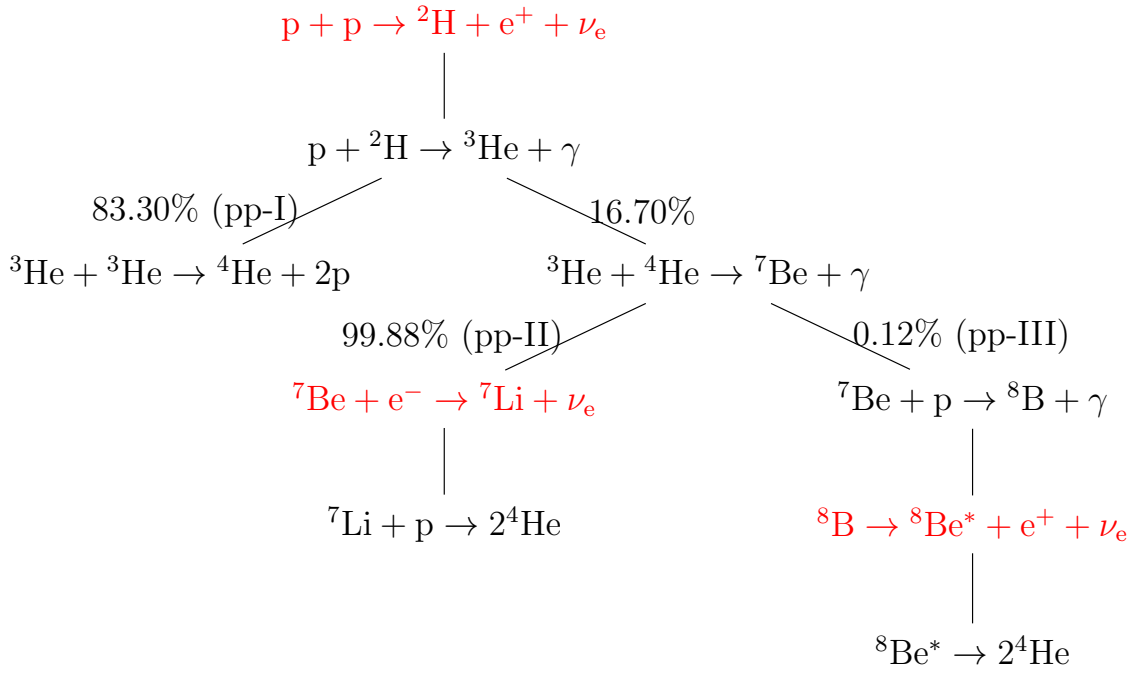 p + p → ²H + e⁺ + νₑ
p + ²H → ³He + γ
83.30% (pp-I)
16.70%
³He + ³He → ⁴He + 2p
³He + ⁴He → ⁷Be + γ
99.88% (pp-II)
0.12% (pp-III)
⁷Be + e⁻ → ⁷Li + νₑ
⁷Be + p → ⁸B + γ
⁷Li + p → 2⁴He
⁸B → ⁸Be* + e⁺ + νₑ
⁸Be* → 2⁴He